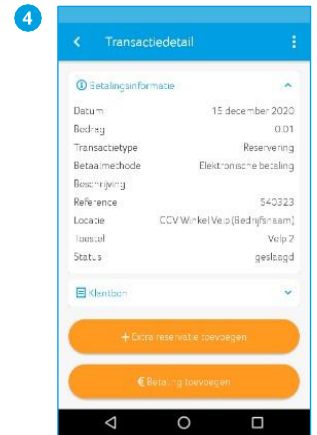 4
Transactiedetail
Betalingsinformatie
Datum 15 december 2020
Bedrag 0.01
Transactietype Reservering
Betaalmethode Elektronische betaling
Beschrijving
Reference 540323
Locatie CCV Winkel Velp (Bedrijfsnaam)
Toestel Velp 2
Status geslaagd
Klantbon
+ Extra reservatie toevoegen
€ Betaling toevoegen